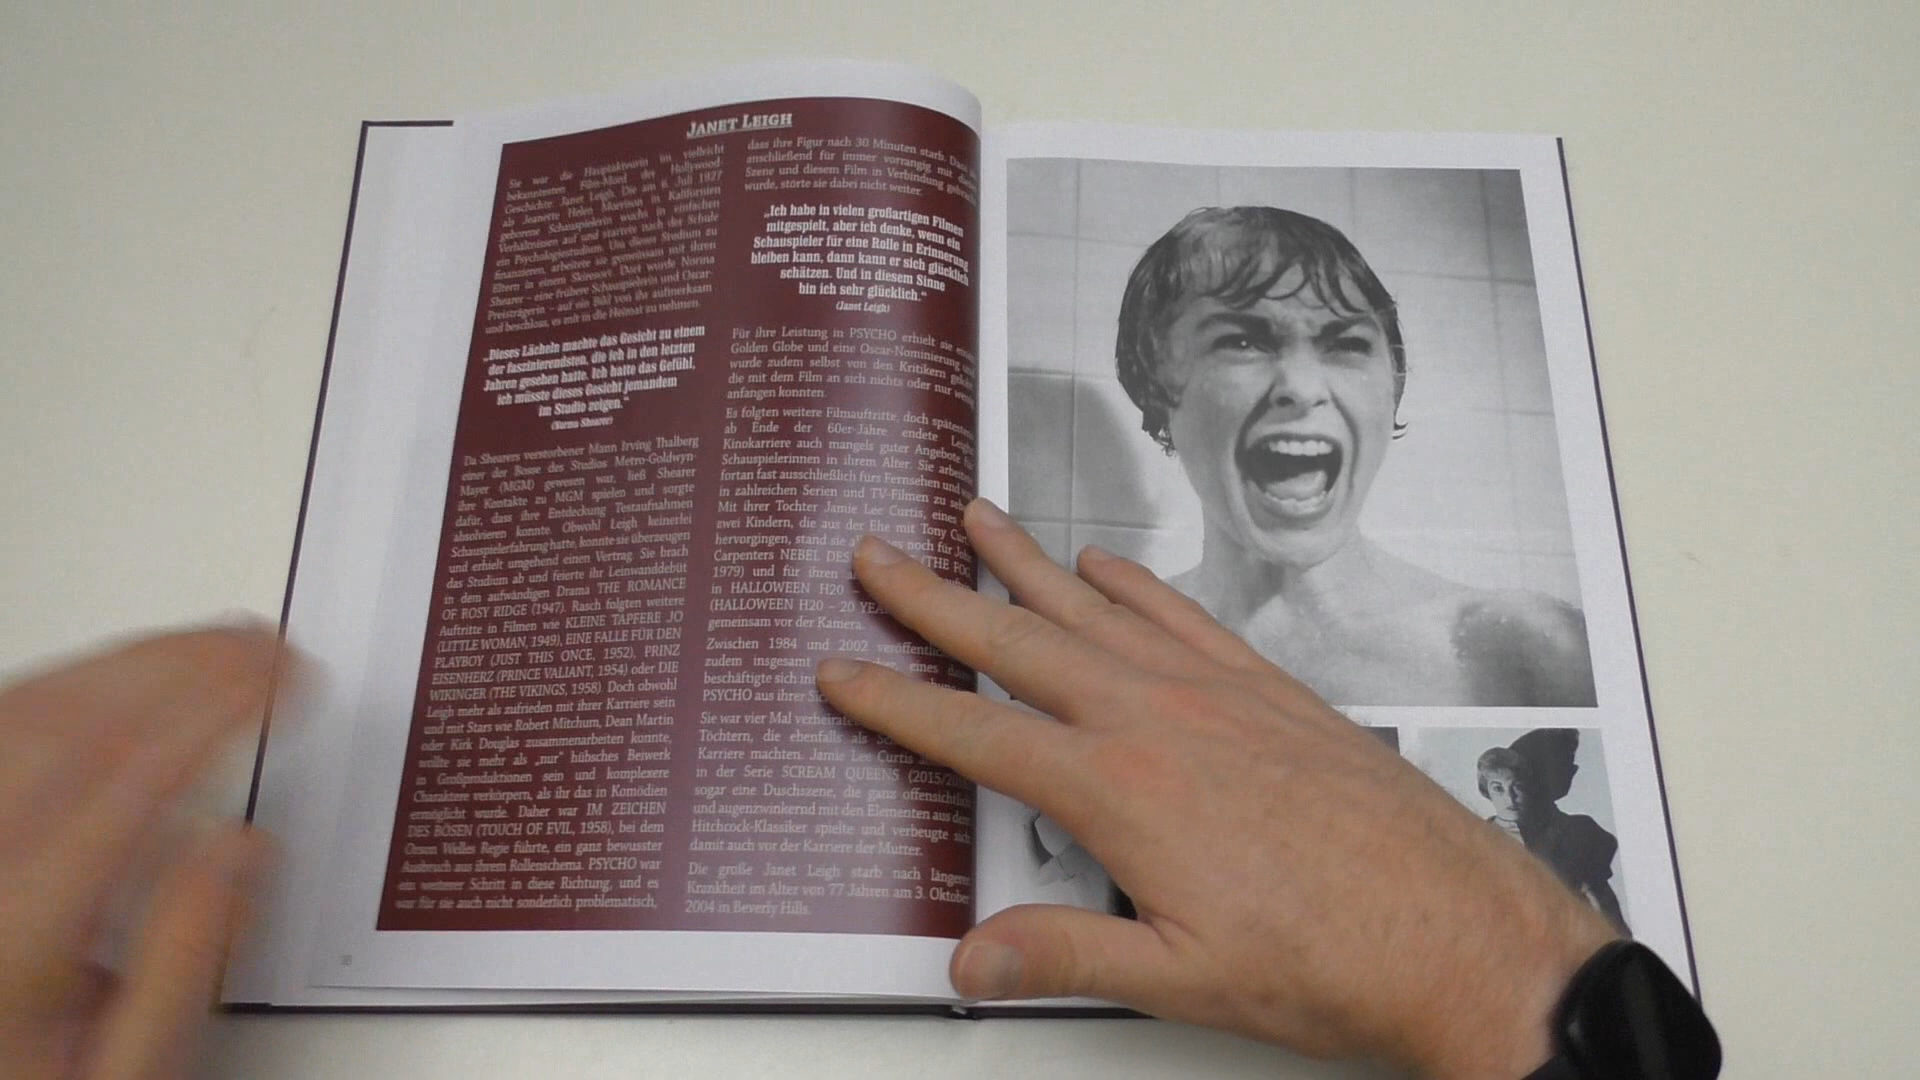 JANET LEIGH
Sie war die Hauptakteurin im vielleicht
bekanntesten Film-Mord der Hollywood-
Geschichte: Janet Leigh. Die am 6. Juli 1927
als Jeanette Helen Morrison in Kalifornien
geborene Schauspielerin wuchs in einfachen
Verhältnissen auf und startete nach der Schule
ein Psychologiestudium. Um dieses Studium zu
finanzieren, arbeitete sie gemeinsam mit ihren
Eltern in einem Skiresort. Dort wurde Norma
Shearer – eine frühere Schauspielerin und Oscar-
Preisträgerin – auf ein Bild von ihr aufmerksam
und beschloss, es mit in die Heimat zu nehmen.
„Dieses Lächeln machte das Gesicht zu einem
der faszinierendsten, die ich in den letzten
Jahren gesehen hatte. Ich hatte das Gefühl,
ich müsste dieses Gesicht jemandem
im Studio zeigen.“
(Norma Shearer)
Da Shearers verstorbener Mann Irving Thalberg
einer der Bosse des Studios Metro-Goldwyn-
Mayer (MGM) gewesen war, ließ Shearer
ihre Kontakte zu MGM spielen und sorgte
dafür, dass ihre Entdeckung Testaufnahmen
absolvieren konnte. Obwohl Leigh keinerlei
Schauspielerfahrung hatte, konnte sie überzeugen
und erhielt umgehend einen Vertrag. Sie brach
das Studium ab und feierte ihr Leinwanddebüt
in dem aufwändigen Drama THE ROMANCE
OF ROSY RIDGE (1947). Rasch folgten weitere
Auftritte in Filmen wie KLEINE TAPFERE JO
(LITTLE WOMAN, 1949), EINE FALLE FÜR DEN
PLAYBOY (JUST THIS ONCE, 1952), PRINZ
EISENHERZ (PRINCE VALIANT, 1954) oder DIE
WIKINGER (THE VIKINGS, 1958). Doch obwohl
Leigh mehr als zufrieden mit ihrer Karriere sein
und mit Stars wie Robert Mitchum, Dean Martin
oder Kirk Douglas zusammenarbeiten konnte,
wollte sie mehr als „nur“ hübsches Beiwerk
in Großproduktionen sein und komplexere
Charaktere verkörpern, als ihr das in Komödien
ermöglicht wurde. Daher war IM ZEICHEN
DES BÖSEN (TOUCH OF EVIL, 1958), bei dem
Orson Welles Regie führte, ein ganz bewusster
Ausbruch aus ihrem Rollenschema. PSYCHO war
ein weiterer Schritt in diese Richtung, und es
war für sie auch nicht sonderlich problematisch,
dass ihre Figur nach 30 Minuten starb. Dass
anschließend für immer vorrangig mit dieser
Szene und diesem Film in Verbindung gebracht
wurde, störte sie dabei nicht weiter.
„Ich habe in vielen großartigen Filmen
mitgespielt, aber ich denke, wenn ein
Schauspieler für eine Rolle in Erinnerung
bleiben kann, dann kann er sich glücklich
schätzen. Und in diesem Sinne
bin ich sehr glücklich.“
(Janet Leigh)
Für ihre Leistung in PSYCHO erhielt sie einen
Golden Globe und eine Oscar-Nominierung und
wurde zudem selbst von den Kritikern gelobt,
die mit dem Film an sich nichts oder nur wenig
anfangen konnten.
Es folgten weitere Filmauftritte, doch spätestens
ab Ende der 60er-Jahre endete Leighs
Kinokarriere auch mangels guter Angebote für
Schauspielerinnen in ihrem Alter. Sie arbeitete
fortan fast ausschließlich fürs Fernsehen und
in zahlreichen Serien und TV-Filmen zu
Mit ihrer Tochter Jamie Lee Curtis, eines
zwei Kindern, die aus der Ehe mit Tony Curtis
hervorgingen, stand sie noch für John
Carpenters NEBEL DES (THE FOG,
1979) und für ihren
in HALLOWEEN H20 –
(HALLOWEEN H20 – 20
gemeinsam vor der Kamera.
Zwischen 1984 und 2002
zudem insgesamt eines
beschäftigte sich
PSYCHO aus ihrer
Sie war vier Mal
Töchtern, die ebenfalls als
Karriere machten. Jamie Lee Curtis
in der Serie SCREAM QUEENS
sogar eine Duschszene, die ganz offensichtlich
und augenzwinkernd mit den Elementen aus dem
Hitchcock-Klassiker spielte und verbeugte sich
damit auch vor der Karriere der Mutter.
Die große Janet Leigh starb nach längerer
Krankheit im Alter von 77 Jahren am 3. Oktober
2004 in Beverly Hills.